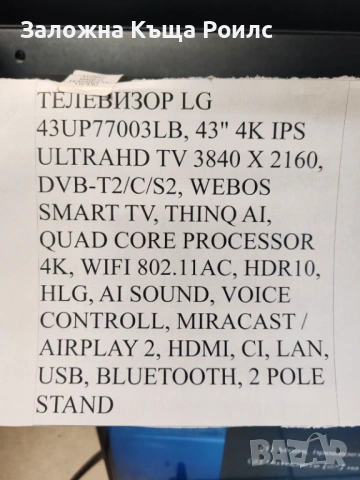 Заложна Къща Роилс
ТЕЛЕВИЗОР LG
43UP77003LB, 43" 4K IPS
ULTRAHD TV 3840 X 2160,
DVB-T2/C/S2, WEBOS
SMART TV, THINQ AI,
QUAD CORE PROCESSOR
4K, WIFI 802.11AC, HDR10,
HLG, AI SOUND, VOICE
CONTROLL, MIRACAST /
AIRPLAY 2, HDMI, CI, LAN,
USB, BLUETOOTH, 2 POLE
STAND
bazar